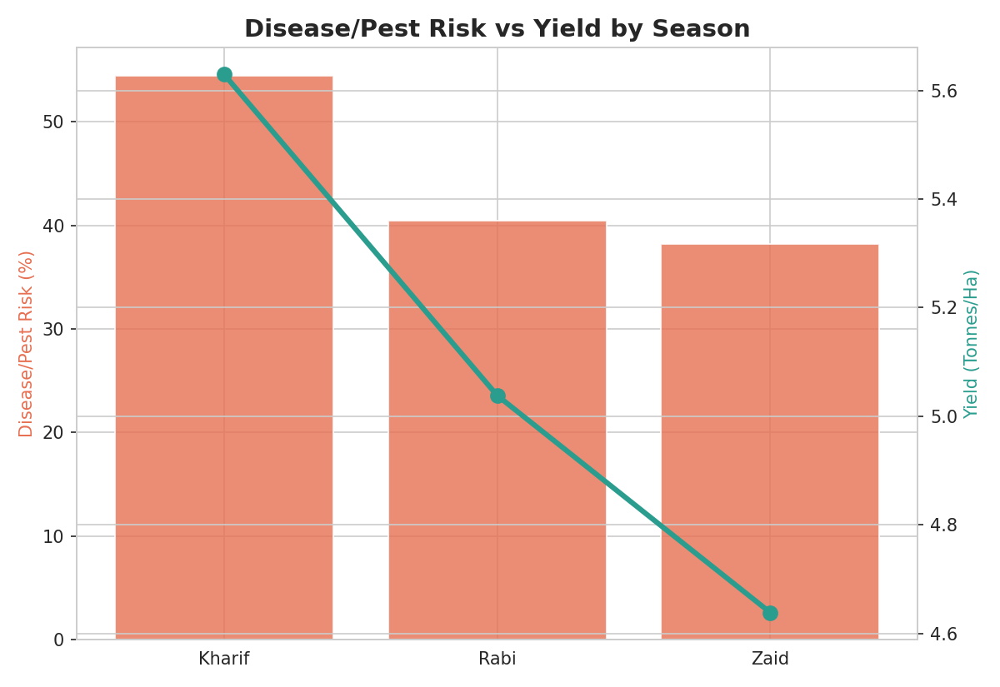 Disease/Pest Risk vs Yield by Season
Disease/Pest Risk (%)
50
40
30
20
10
0
5.6
5.4
5.2
5.0
4.8
4.6
Yield (Tonnes/Ha)
Kharif
Rabi
Zaid